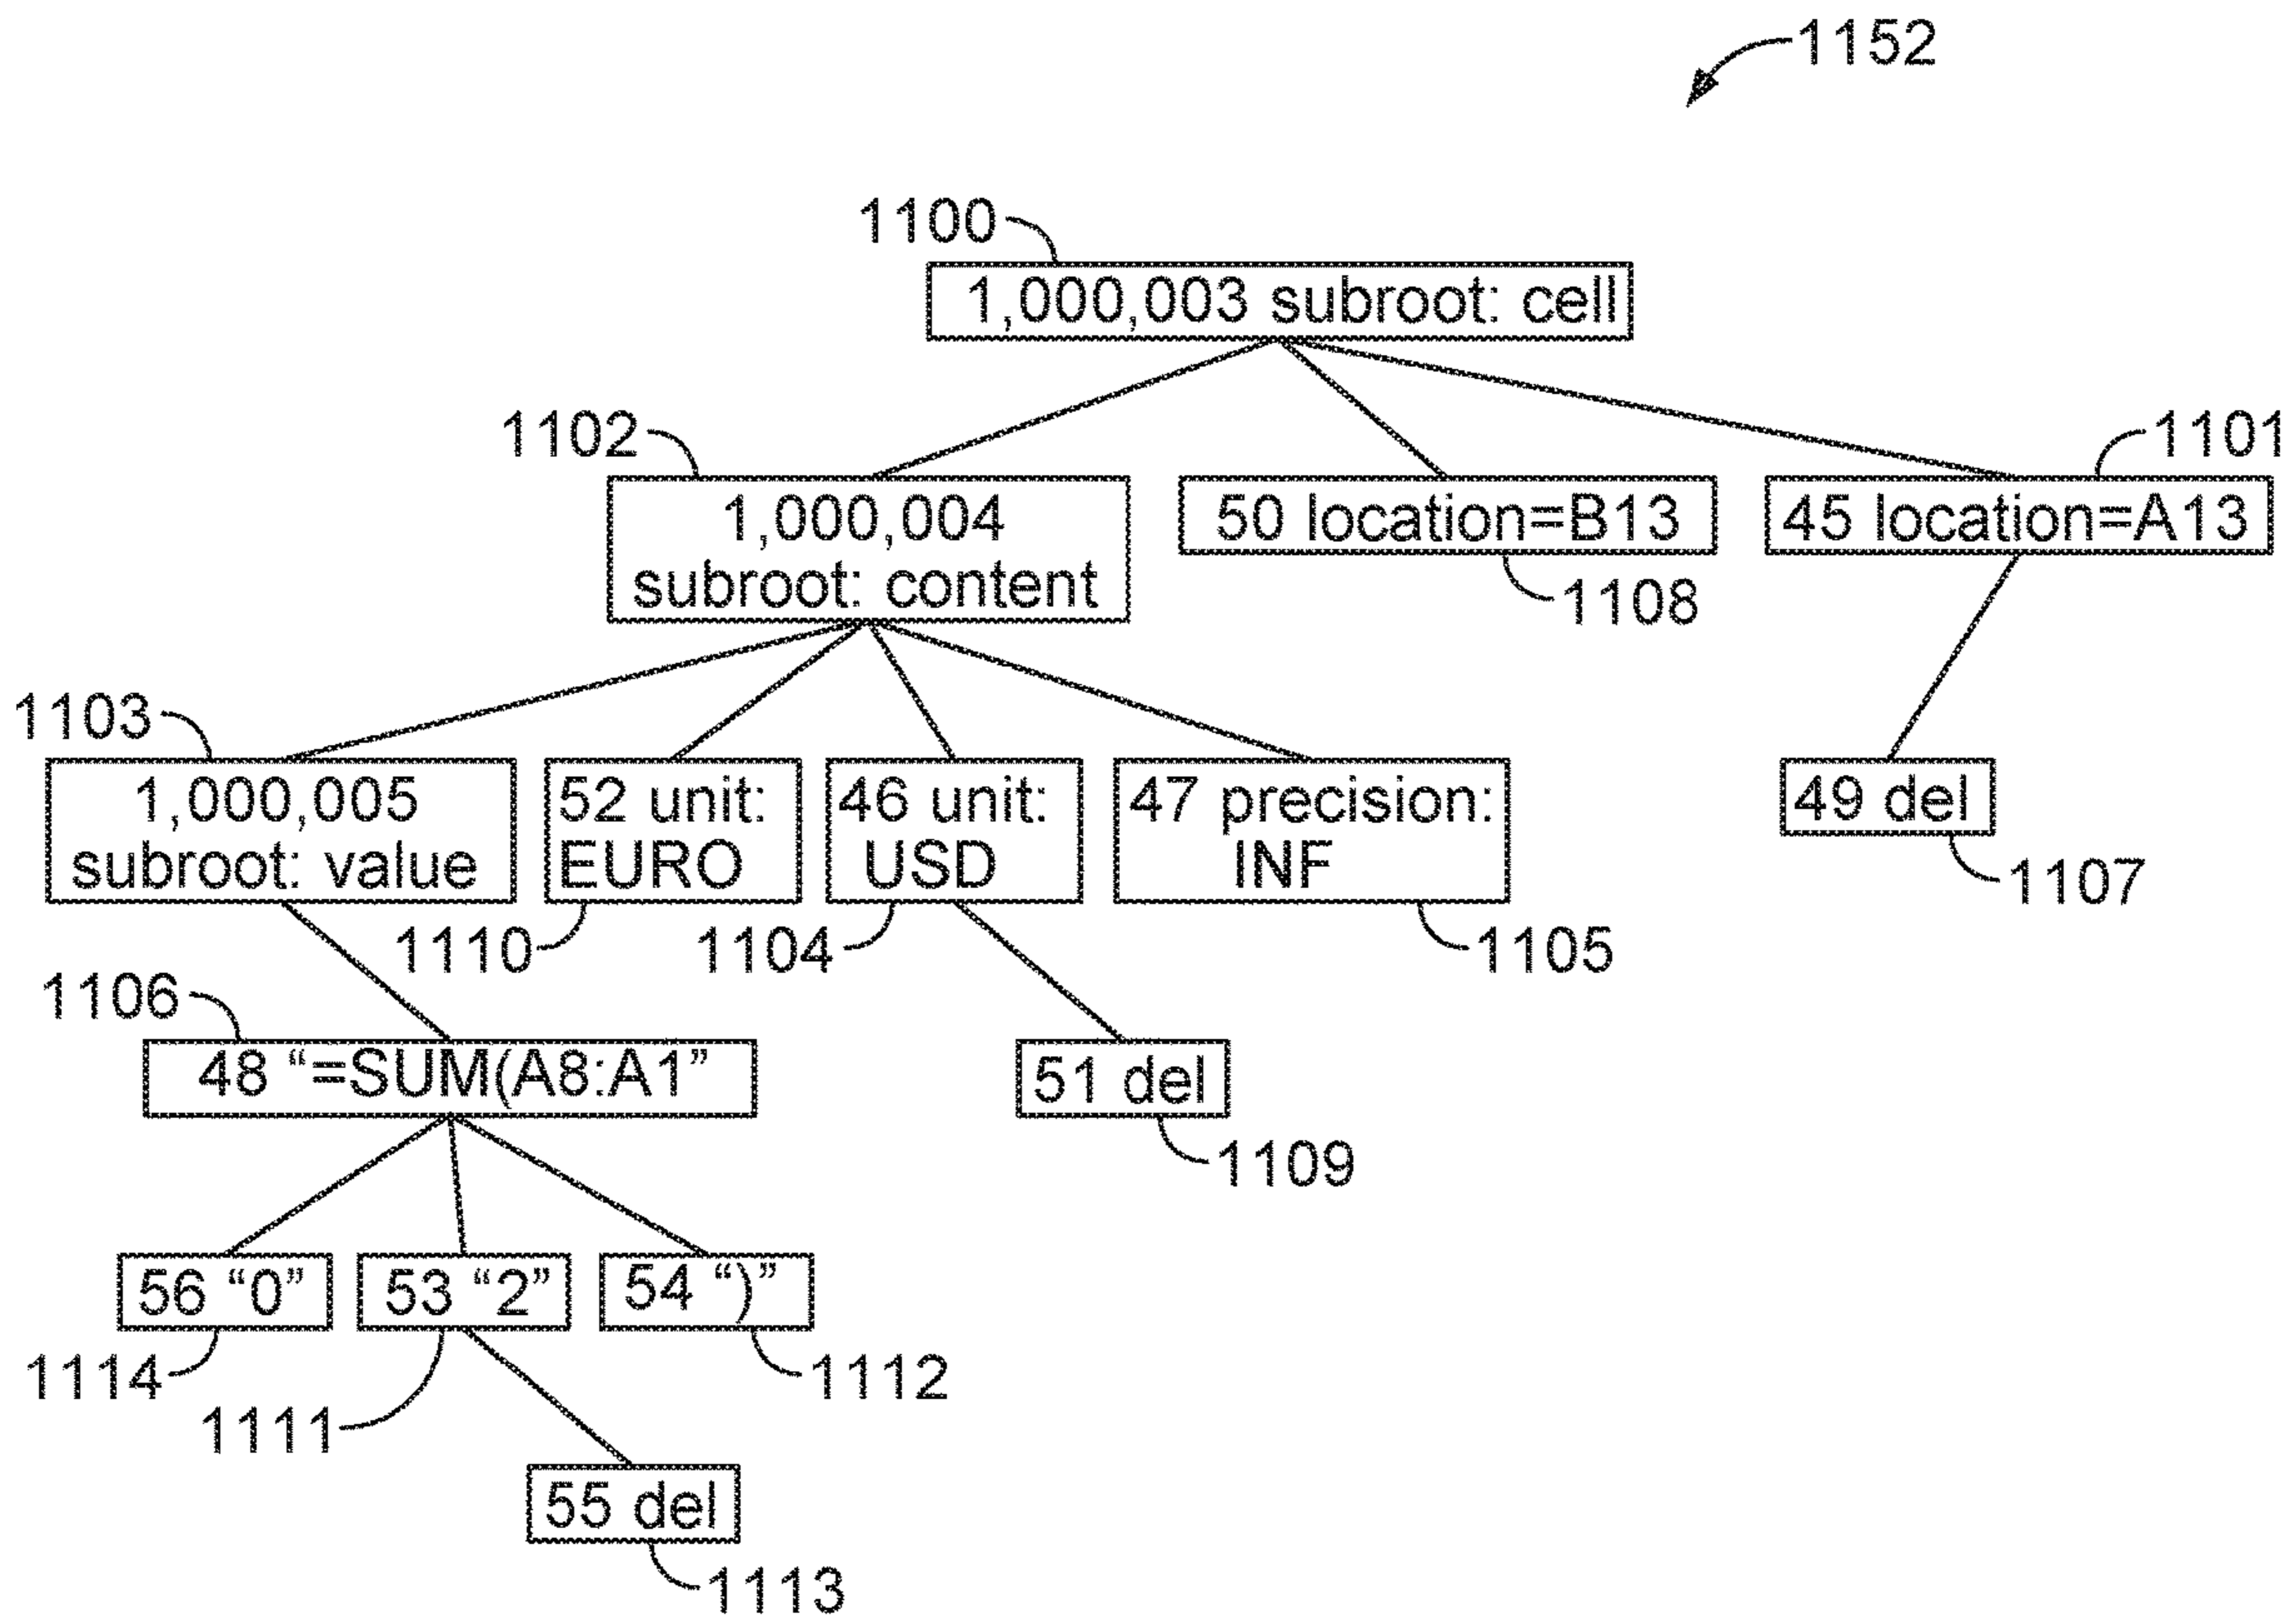 1152
1100
1,000,003 subroot: cell
1102
1101
1,000,004
subroot: content
50 location=B13
45 location=A13
1108
1103
1,000,005
subroot: value
52 unit:
EURO
46 unit:
USD
47 precision:
INF
49 del
1107
1110
1104
1105
1106
48 “=SUM(A8:A1”
51 del
1109
56 “0”
53 “2”
54 “)”
1114
1112
1111
55 del
1113